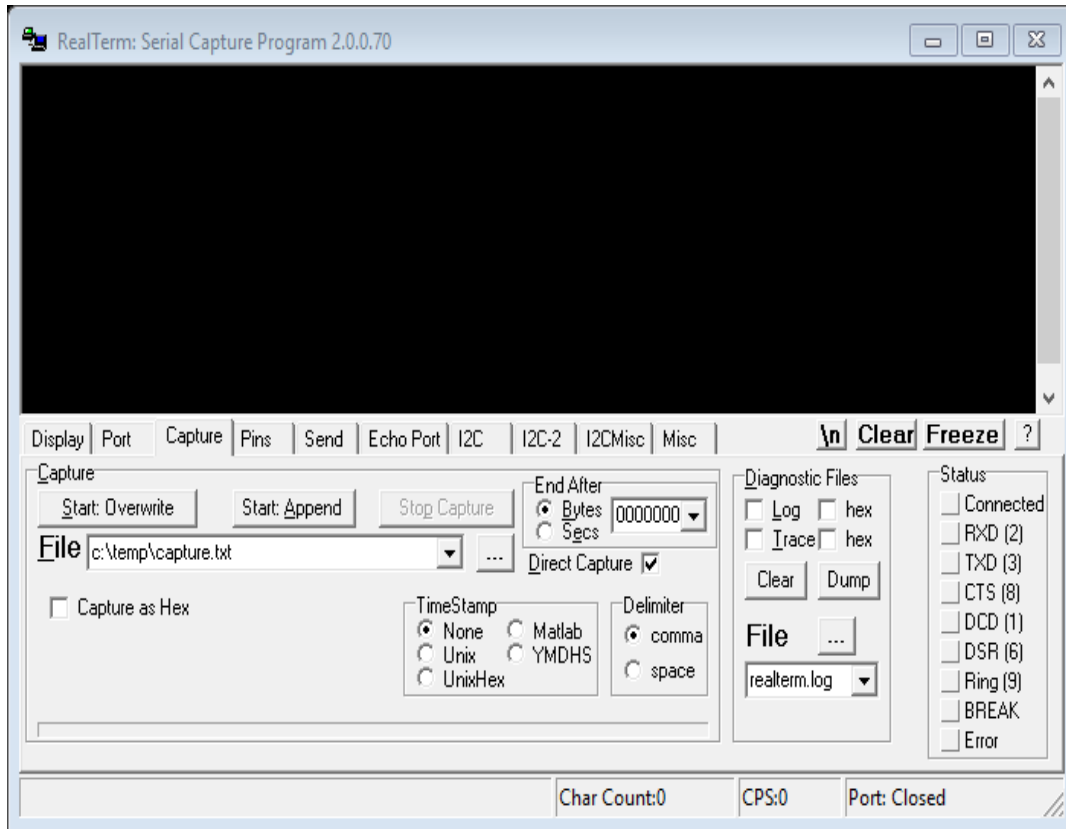 RealTerm: Serial Capture Program 2.0.0.70
Display Port Capture Pins Send Echo Port I2C I2C-2 I2CMisc Misc \n Clear Freeze ?
Capture
Start: Overwrite Start: Append Stop Capture
File c:\temp\capture.txt ...
End After
Bytes 0000000
Secs
Direct Capture
Capture as Hex
TimeStamp
None Matlab
Unix YMDHS
UnixHex
Delimiter
comma
space
Diagnostic Files
Log hex
Trace hex
Clear Dump
File ...
realterm.log
Status
Connected
RXD (2)
TXD (3)
CTS (8)
DCD (1)
DSR (6)
Ring (9)
BREAK
Error
Char Count:0 CPS:0 Port: Closed